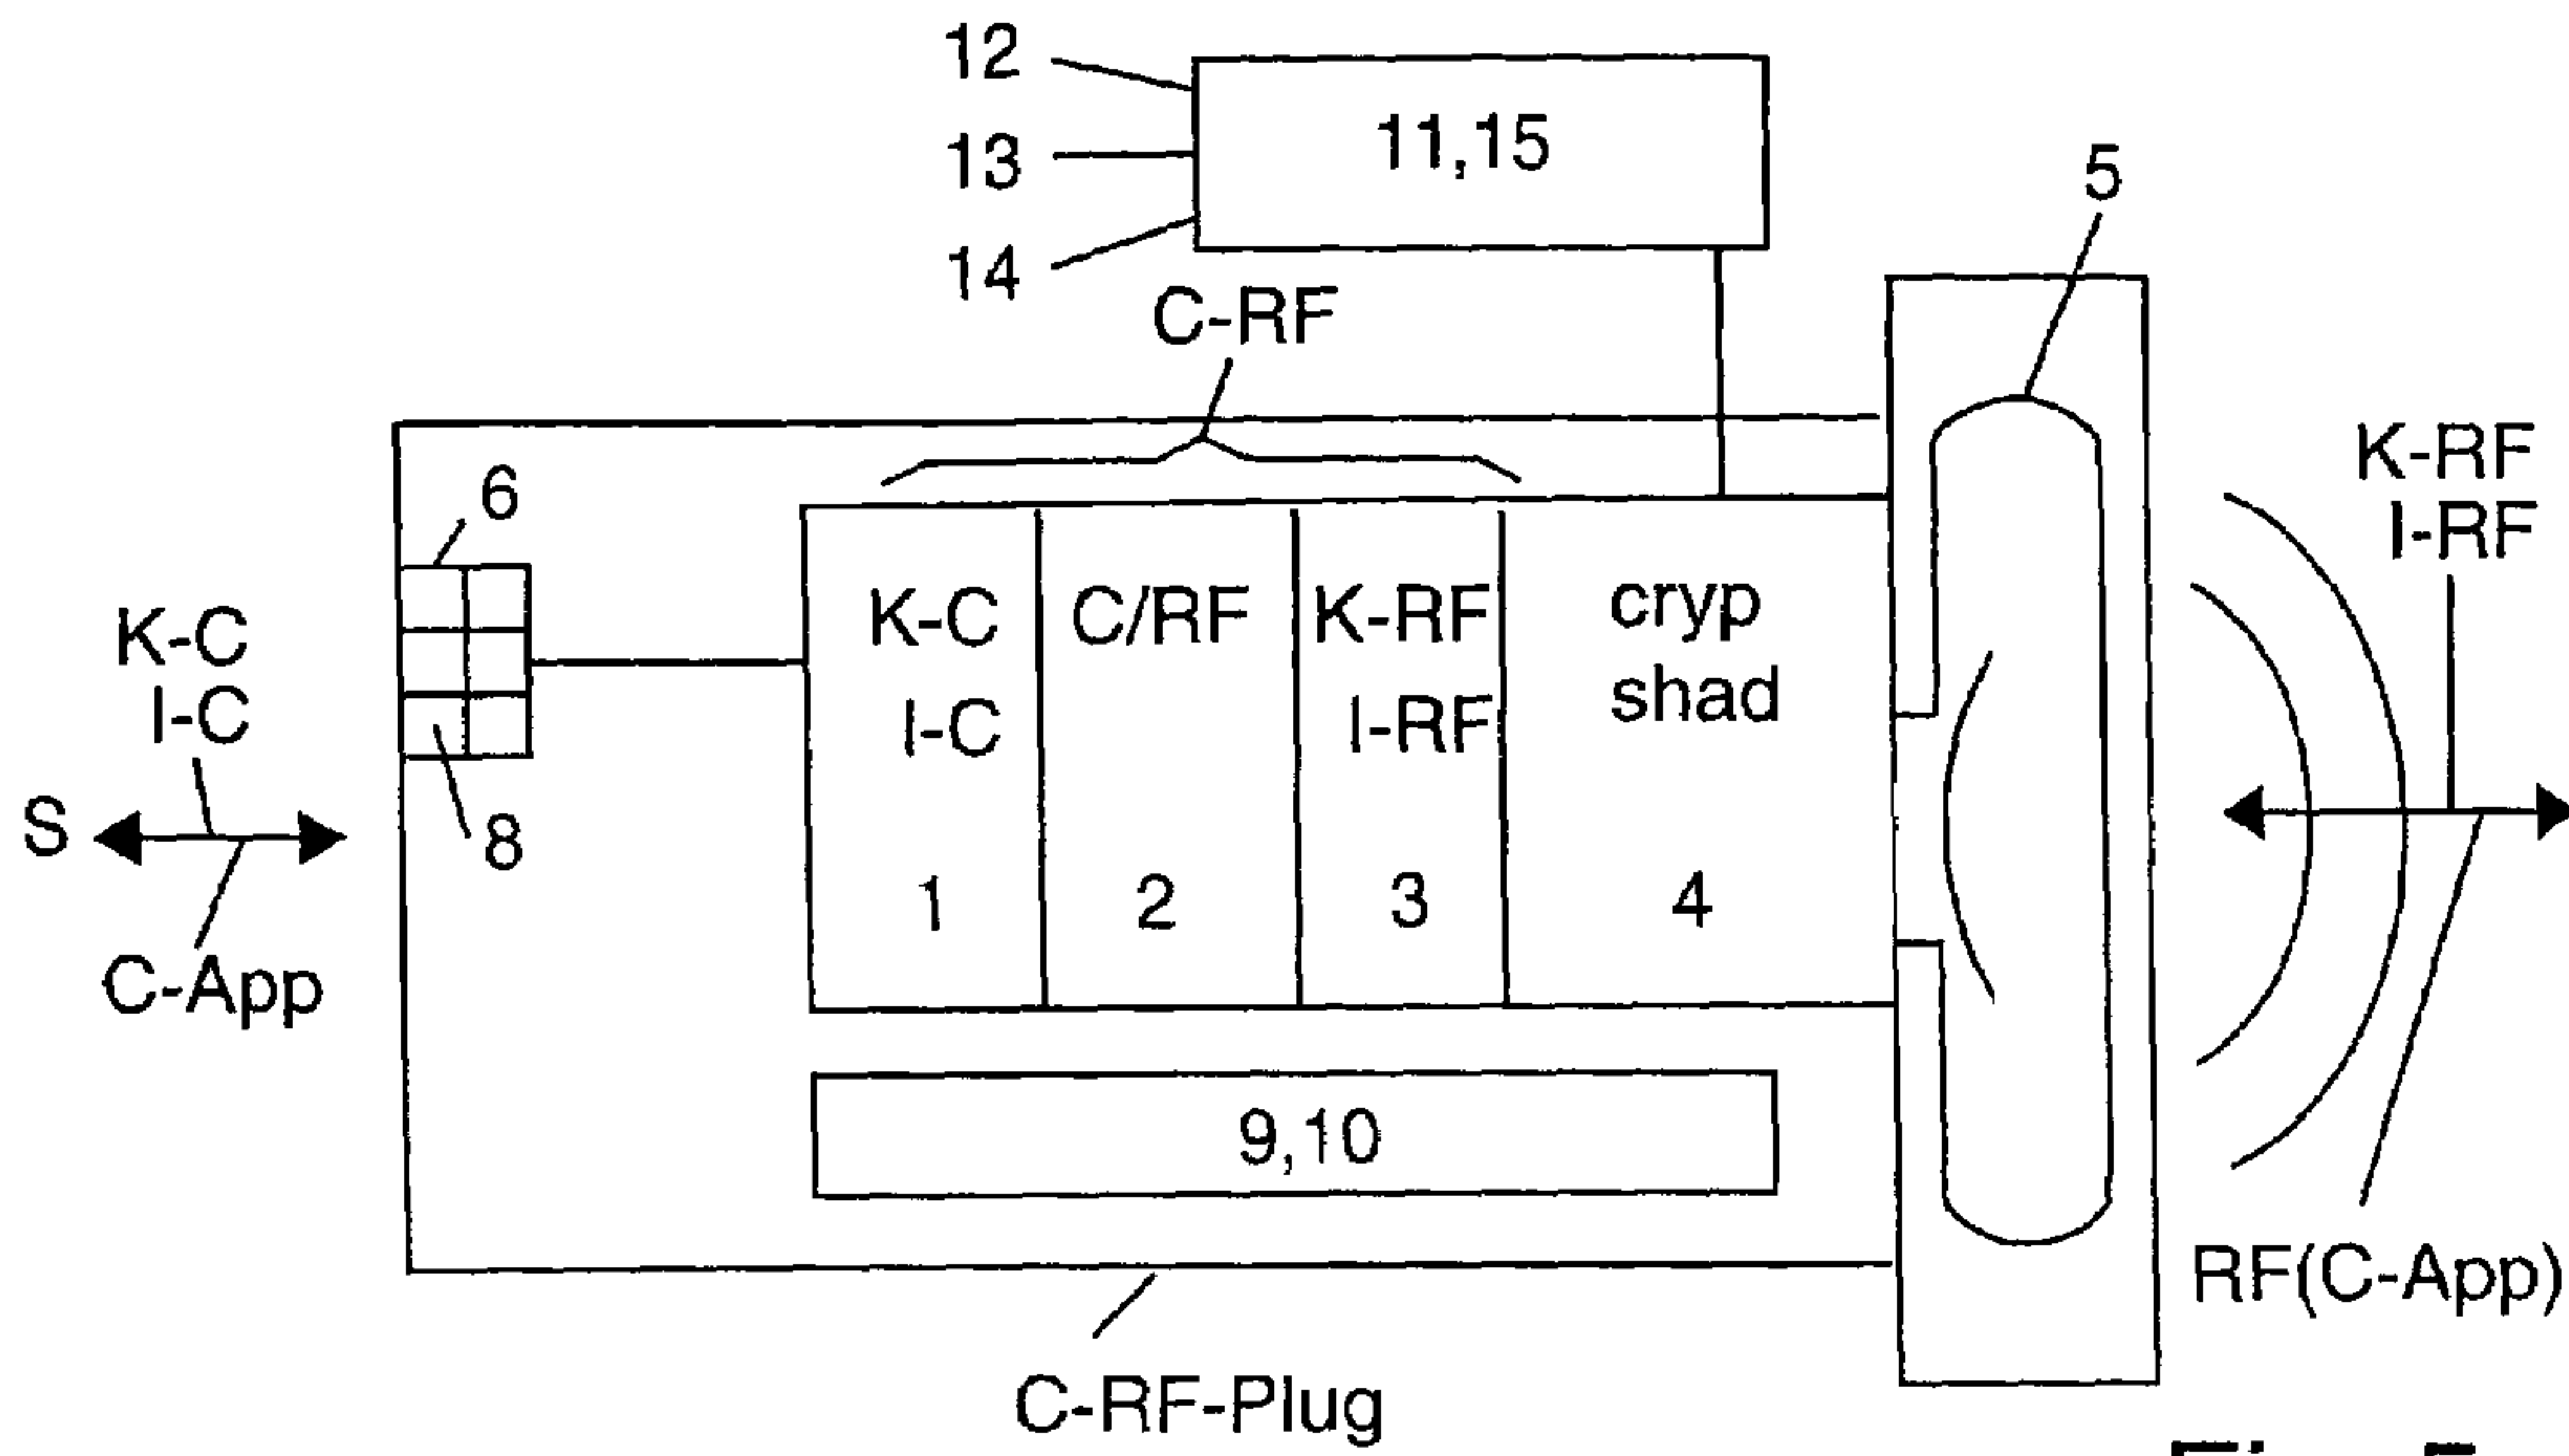 12
13
14
11,15
5
C-RF
6
K-RF
I-RF
K-C
I-C
K-C
I-C
C/RF
K-RF
I-RF
cryp
shad
S
8
1
2
3
4
C-App
9,10
RF(C-App)
C-RF-Plug